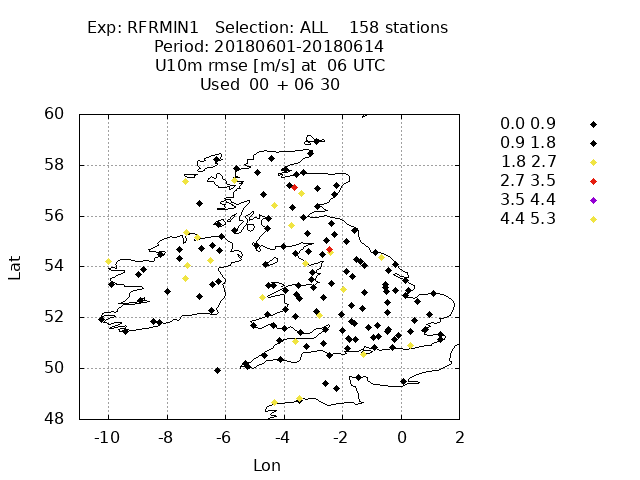 Exp: RFRMIN1   Selection: ALL    158 stations
Period: 20180601-20180614
U10m rmse [m/s] at  06 UTC
Used  00 + 06 30
0.0 0.9
0.9 1.8
1.8 2.7
2.7 3.5
3.5 4.4
4.4 5.3
60
58
56
54
52
50
48
Lat
-10 -8 -6 -4 -2 0 2
Lon